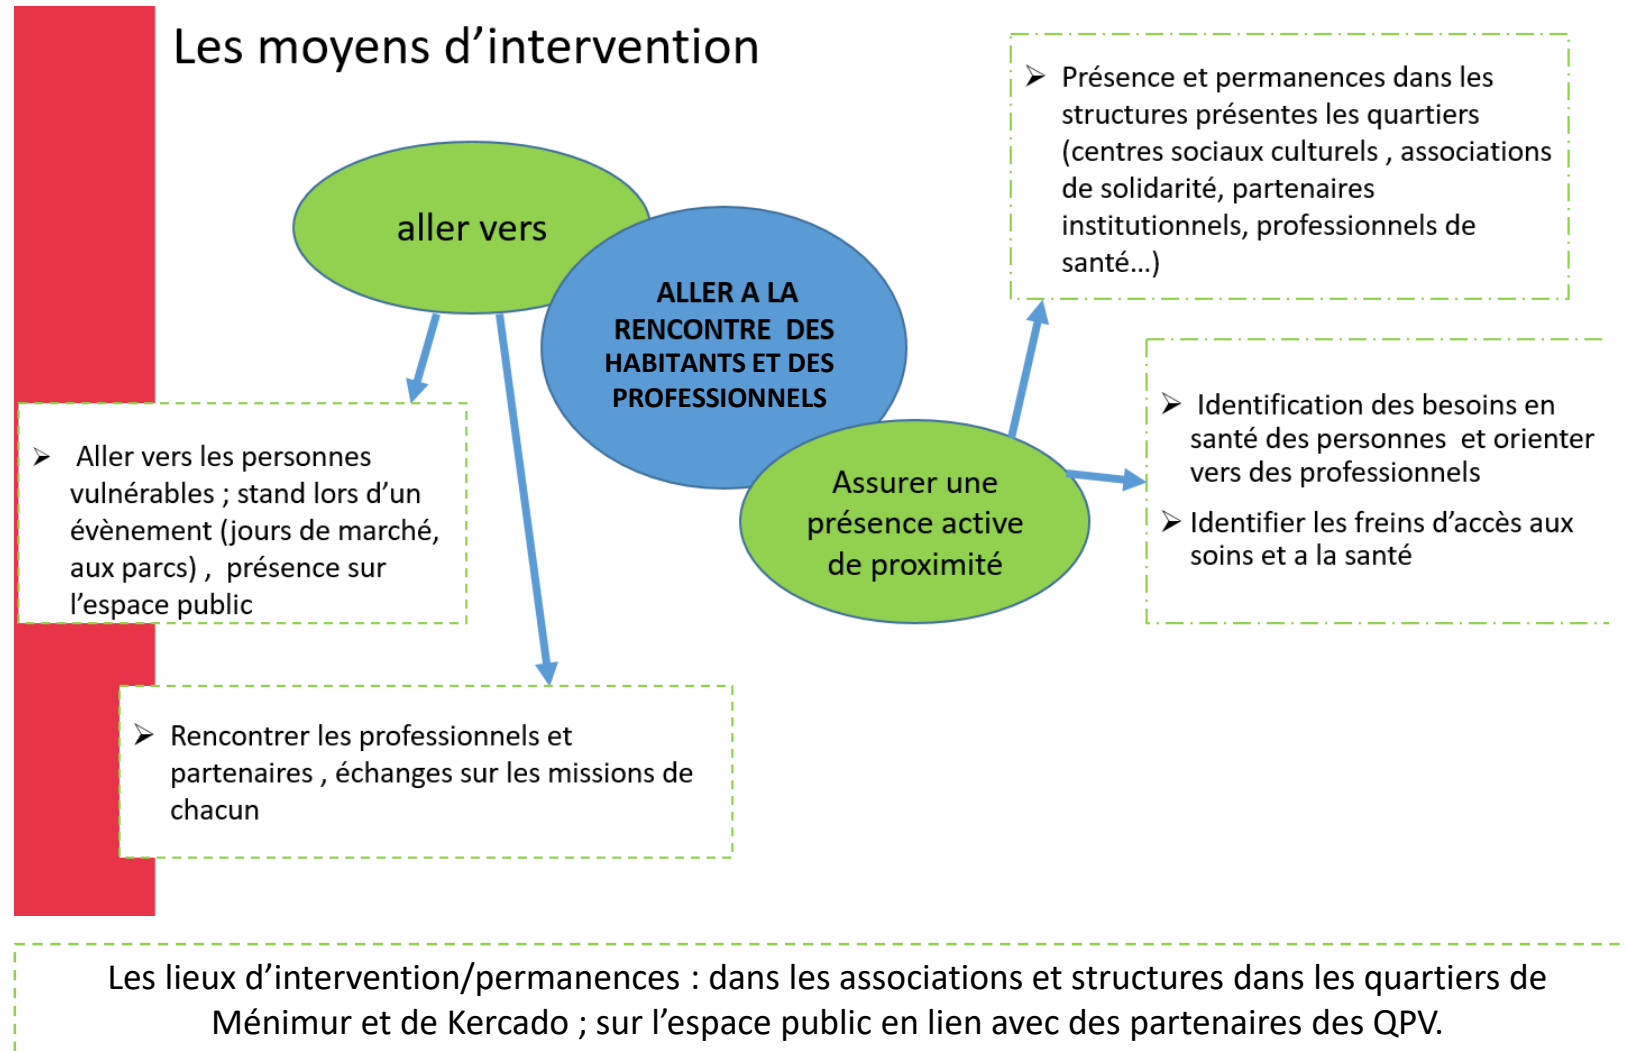 Les moyens d’intervention
aller vers
ALLER A LA
RENCONTRE DES
HABITANTS ET DES
PROFESSIONNELS
Assurer une
présence active
de proximité
➢ Présence et permanences dans les
structures présentes les quartiers
(centres sociaux culturels , associations
de solidarité, partenaires
institutionnels, professionnels de
santé…)
➢ Identification des besoins en
santé des personnes et orienter
vers des professionnels
➢ Identifier les freins d’accès aux
soins et a la santé
➢ Aller vers les personnes
vulnérables ; stand lors d’un
évènement (jours de marché,
aux parcs) , présence sur
l’espace public
➢ Rencontrer les professionnels et
partenaires , échanges sur les missions de
chacun
Les lieux d’intervention/permanences : dans les associations et structures dans les quartiers de
Ménimur et de Kercado ; sur l’espace public en lien avec des partenaires des QPV.